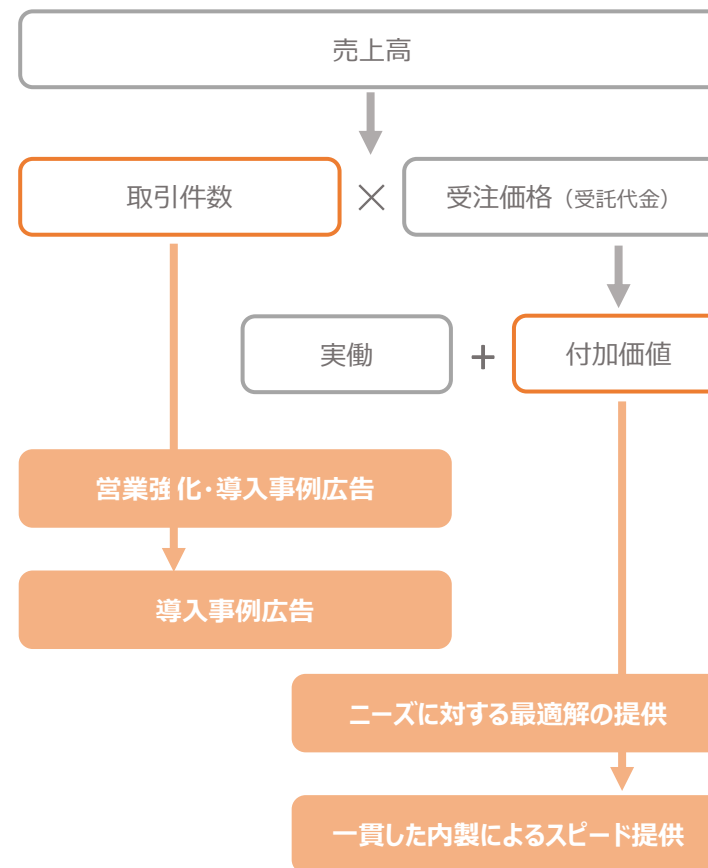 売上高
取引件数 × 受注価格（受託代金）
実働 + 付加価値
営業強化・導入事例広告
導入事例広告
ニーズに対する最適解の提供
一貫した内製によるスピード提供